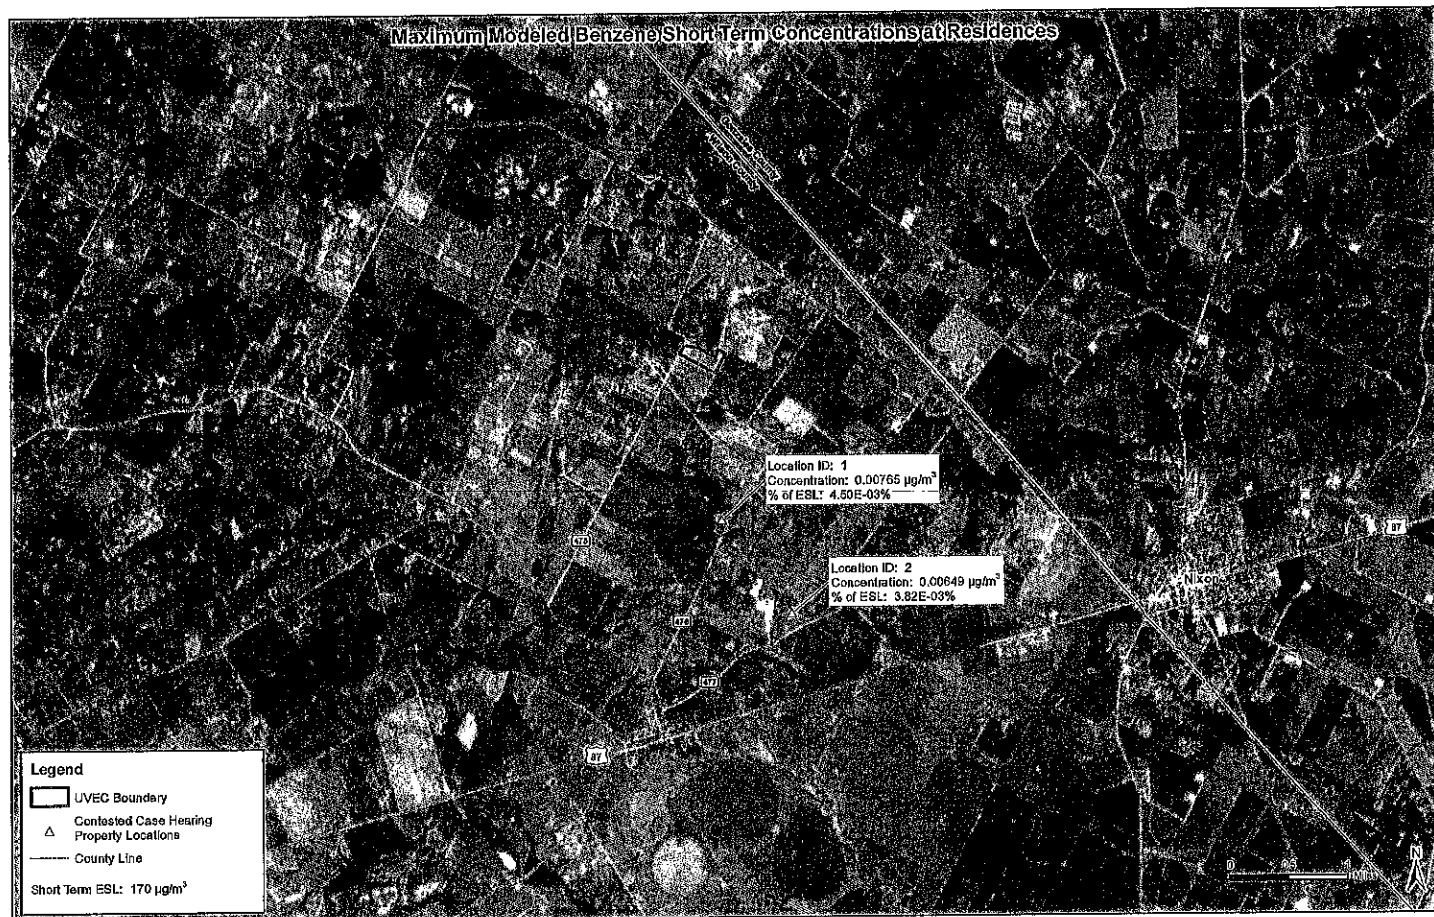 Maximum Modeled Benzene Short Term Concentrations at Residences
Location ID: 1
Concentration: 0.00765 µg/m³
% of ESL: 4.50E-03%
Location ID: 2
Concentration: 0.00649 µg/m³
% of ESL: 3.82E-03%
87
Nixon
477
87
Legend
UVEC Boundary
Contested Case Hearing
Property Locations
County Line
Short Term ESL: 170 µg/m³
N